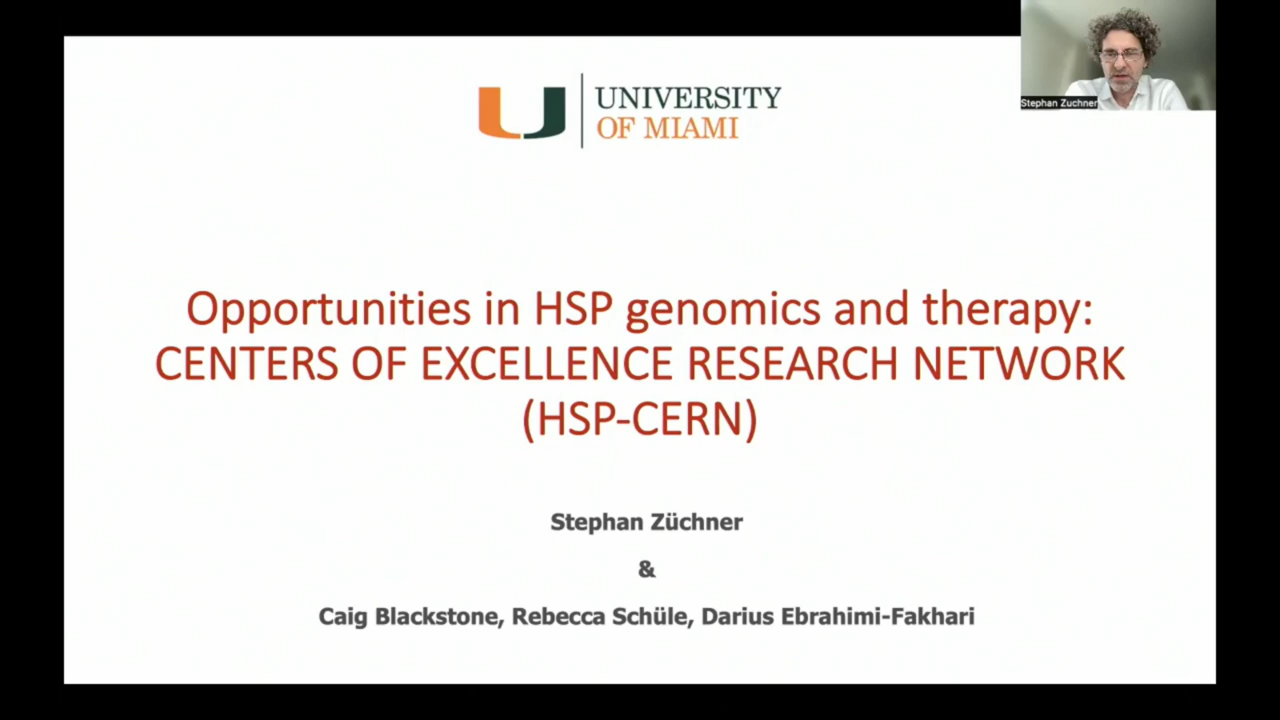 UNIVERSITY
OF MIAMI
Stephan Zuchner
Opportunities in HSP genomics and therapy:
CENTERS OF EXCELLENCE RESEARCH NETWORK
(HSP-CERN)
Stephan Züchner
&
Caig Blackstone, Rebecca Schüle, Darius Ebrahimi-Fakhari